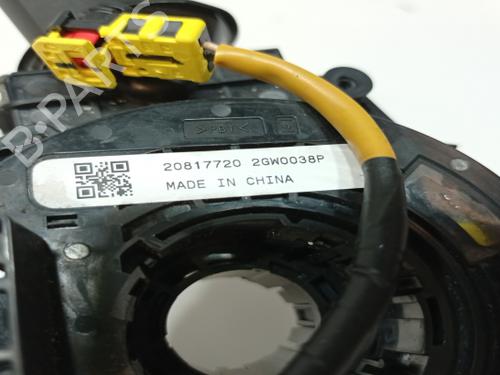 B-PARTS
>PBT<
20817720 2GW0038P
MADE IN CHINA